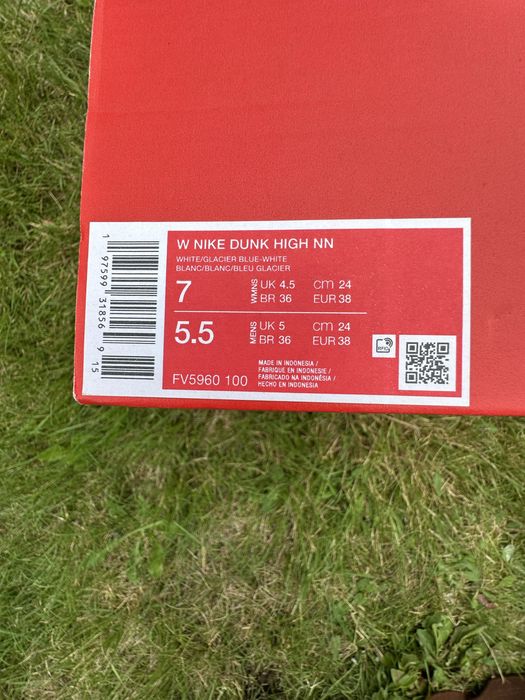 W NIKE DUNK HIGH NN
WHITE/GLACIER BLUE-WHITE
BLANC/BLANC/BLEU GLACIER
7 WMNS UK 4.5 cm 24
BR 36 EUR 38
5.5 MENS UK 5 cm 24
BR 36 EUR 38
FV5960 100
MADE IN INDONESIA /
FABRIQUE EN INDONESIE /
FABRICADO NA INDONÉSIA /
HECHO EN INDONESIA
RFID
1 97599 31856 9 15